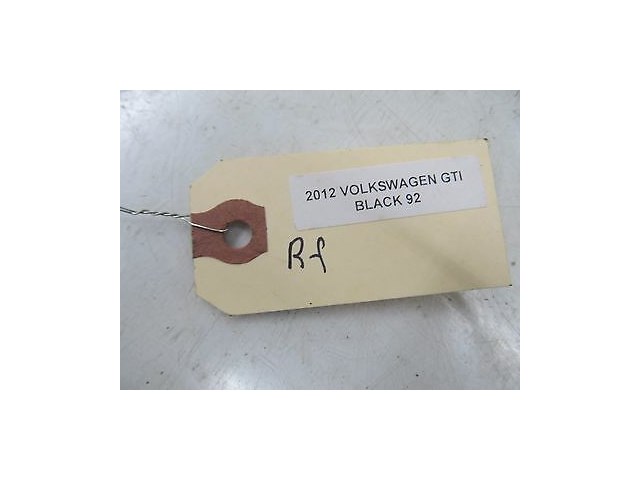 2012 VOLKSWAGEN GTI
BLACK 92
Rf